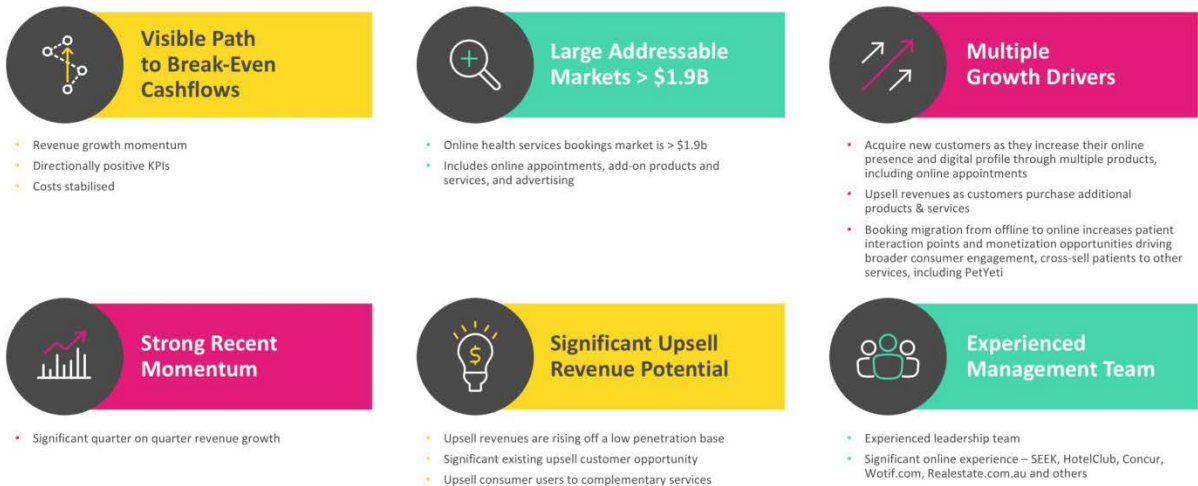 Visible Path
to Break-Even
Cashflows
• Revenue growth momentum
• Directionally positive KPIs
• Costs stabilised
Large Addressable
Markets > $1.9B
• Online health services bookings market is > $1.9b
• Includes online appointments, add-on products and
services, and advertising
Multiple
Growth Drivers
• Acquire new customers as they increase their online
presence and digital profile through multiple products,
including online appointments
• Upsell revenues as customers purchase additional
products & services
• Booking migration from offline to online increases patient
interaction points and monetization opportunities driving
broader consumer engagement, cross-sell patients to other
services, including PetYeti
Strong Recent
Momentum
• Significant quarter on quarter revenue growth
$
Significant Upsell
Revenue Potential
• Upsell revenues are rising off a low penetration base
• Significant existing upsell customer opportunity
• Upsell consumer users to complementary services
Experienced
Management Team
• Experienced leadership team
• Significant online experience – SEEK, HotelClub, Concur,
Wotif.com, Realestate.com.au and others